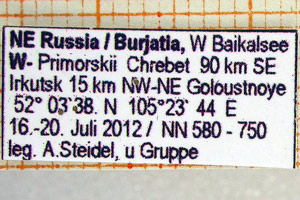 NE Russia / Burjatia, W Baikalsee
W- Primorskii Chrebet 90 km SE
Irkutsk 15 km NW-NE Goloustnoye
52° 03'38. N 105°23' 44 E
16.-20. Juli 2012 / NN 580 - 750
leg. A.Steidel, u Gruppe